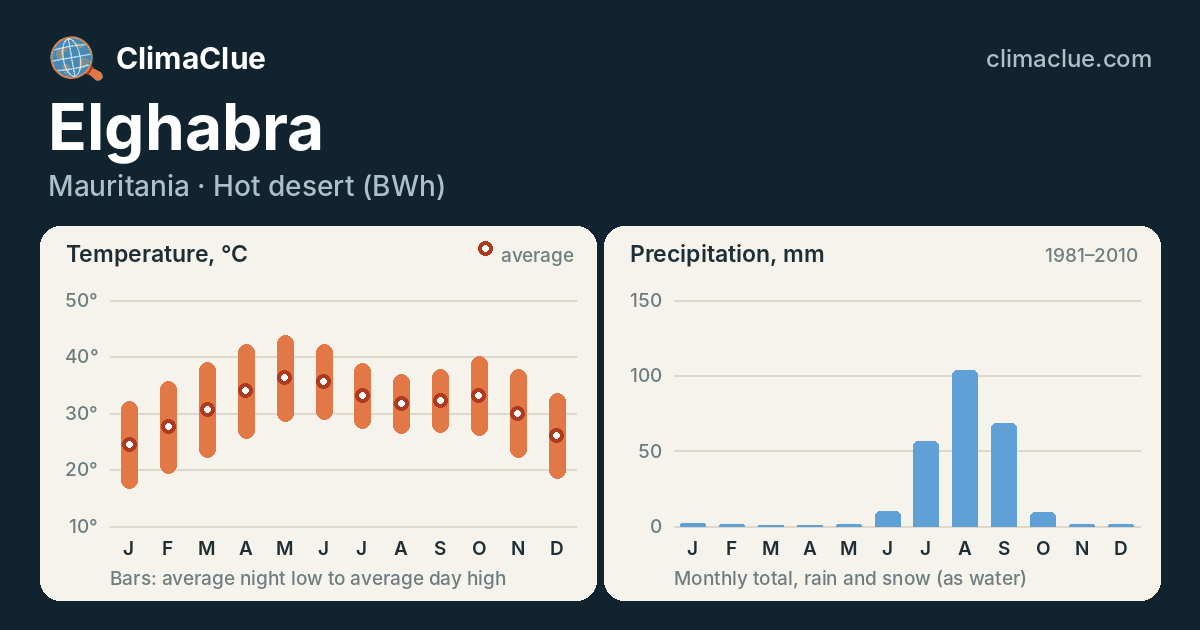 ClimaClue
climaclue.com
Elghabra
Mauritania · Hot desert (BWh)
Temperature, °C
average
50°
40°
30°
20°
10°
J F M A M J J A S O N D
Bars: average night low to average day high
Precipitation, mm
1981–2010
150
100
50
0
J F M A M J J A S O N D
Monthly total, rain and snow (as water)